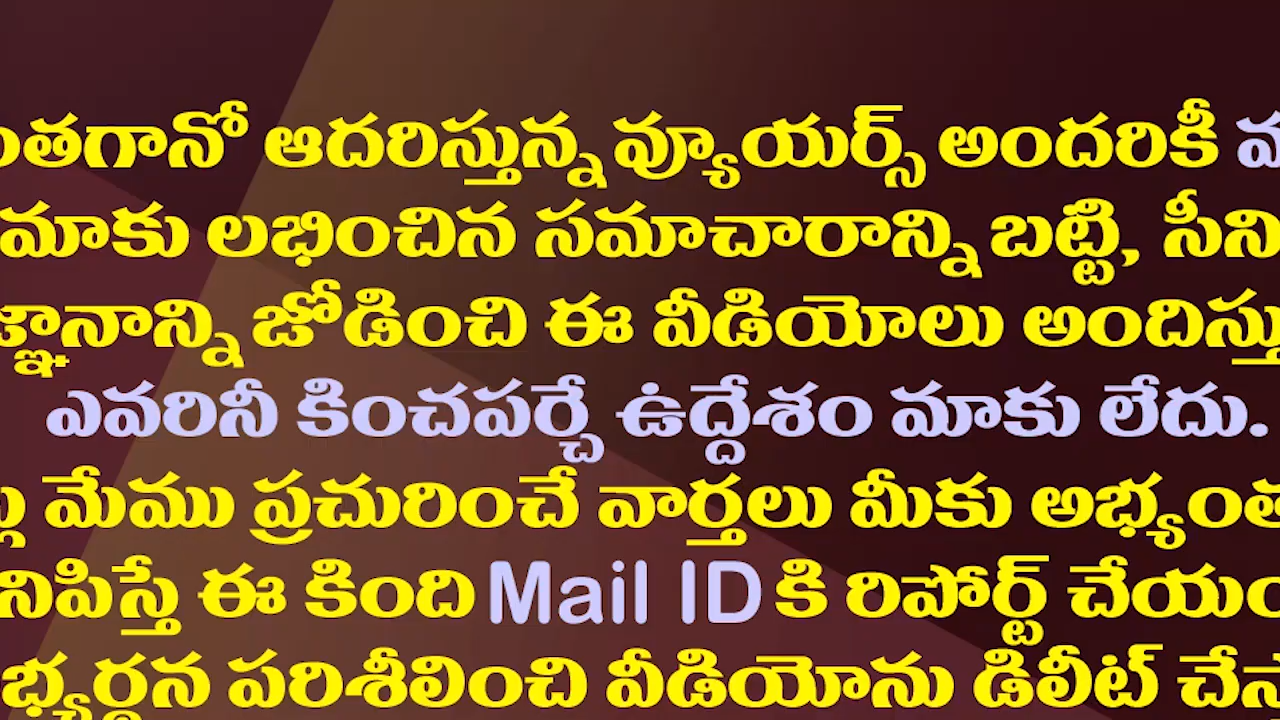 ంతగానో ఆదరిస్తున్న వ్యూయర్స్ అందరికీ
మాకు లభించిన సమాచారాన్ని బట్టి, సీని
జ్ఞానాన్ని జోడించి ఈ వీడియోలు అందిస్తు
ఎవరినీ కించపర్చే ఉద్దేశం మాకు లేదు.
మేము ప్రచురించే వార్తలు మీకు అభ్యంత
నిపిస్తే ఈ కింది Mail ID కి రిపోర్ట్ చేయం
భ్యర్థన పరిశీలించి వీడియోను డిలీట్ చేస